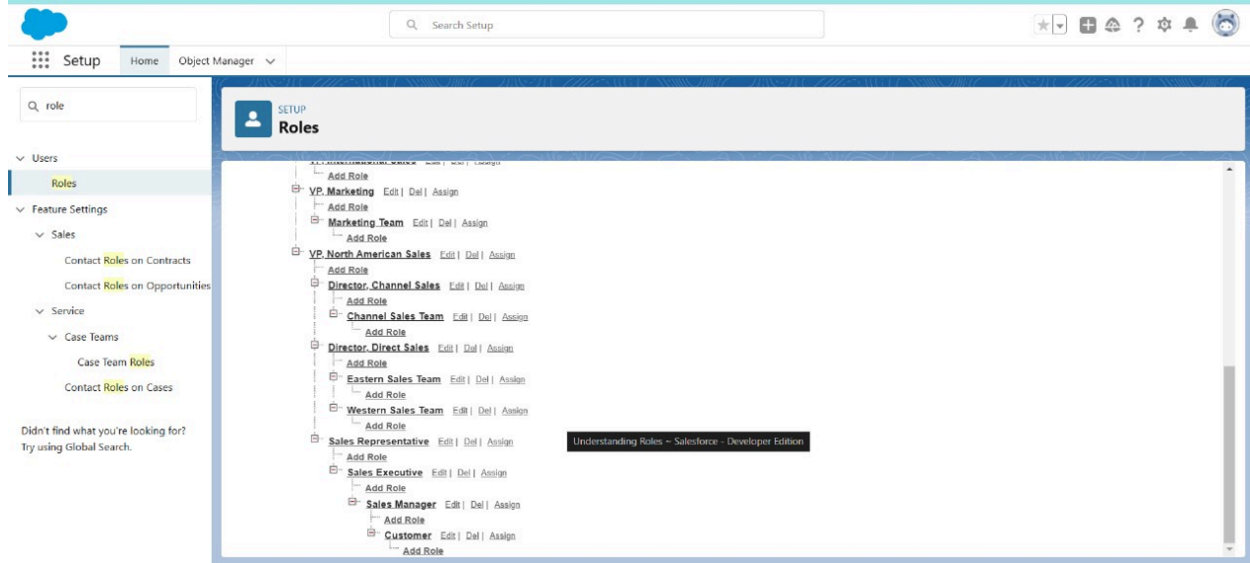 Search Setup
Setup Home Object Manager
role
SETUP
Roles
Users
Roles
Feature Settings
Sales
Contact Roles on Contracts
Contact Roles on Opportunities
Service
Case Teams
Case Team Roles
Contact Roles on Cases
Didn't find what you're looking for?
Try using Global Search.
VP, International Sales Edit | Del | Assign
Add Role
VP, Marketing Edit | Del | Assign
Add Role
Marketing Team Edit | Del | Assign
Add Role
VP, North American Sales Edit | Del | Assign
Add Role
Director, Channel Sales Edit | Del | Assign
Add Role
Channel Sales Team Edit | Del | Assign
Add Role
Director, Direct Sales Edit | Del | Assign
Add Role
Eastern Sales Team Edit | Del | Assign
Add Role
Western Sales Team Edit | Del | Assign
Add Role
Sales Representative Edit | Del | Assign
Understanding Roles ~ Salesforce - Developer Edition
Add Role
Sales Executive Edit | Del | Assign
Add Role
Sales Manager Edit | Del | Assign
Add Role
Customer Edit | Del | Assign
Add Role